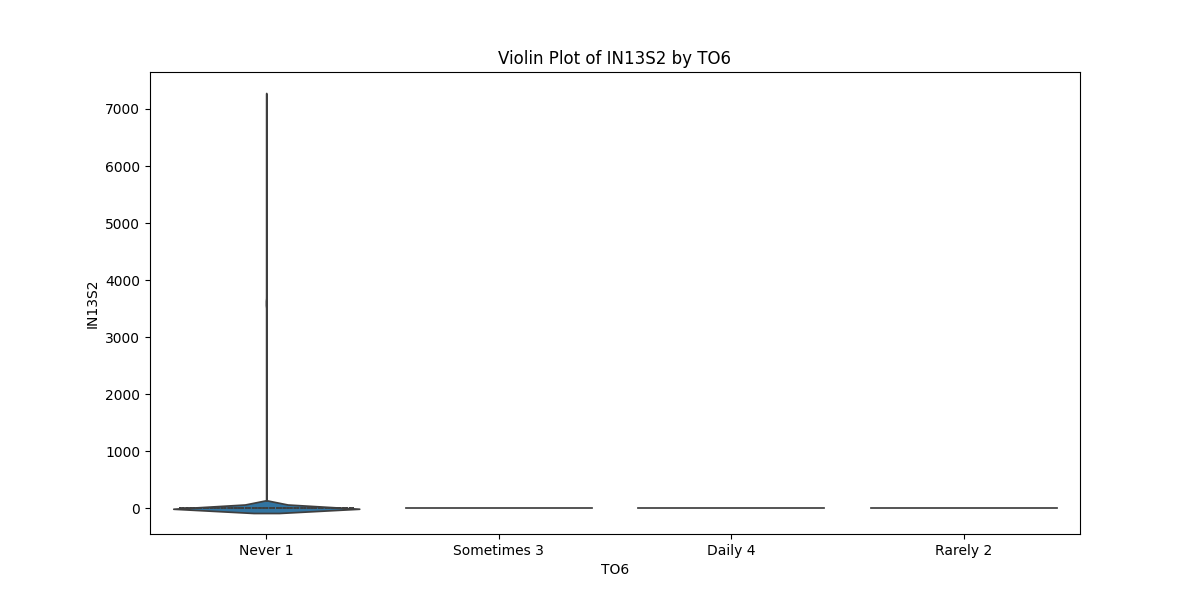 Violin Plot of IN13S2 by TO6
7000
6000
5000
4000
3000
2000
1000
0
IN13S2
Never 1
Sometimes 3
Daily 4
Rarely 2
TO6